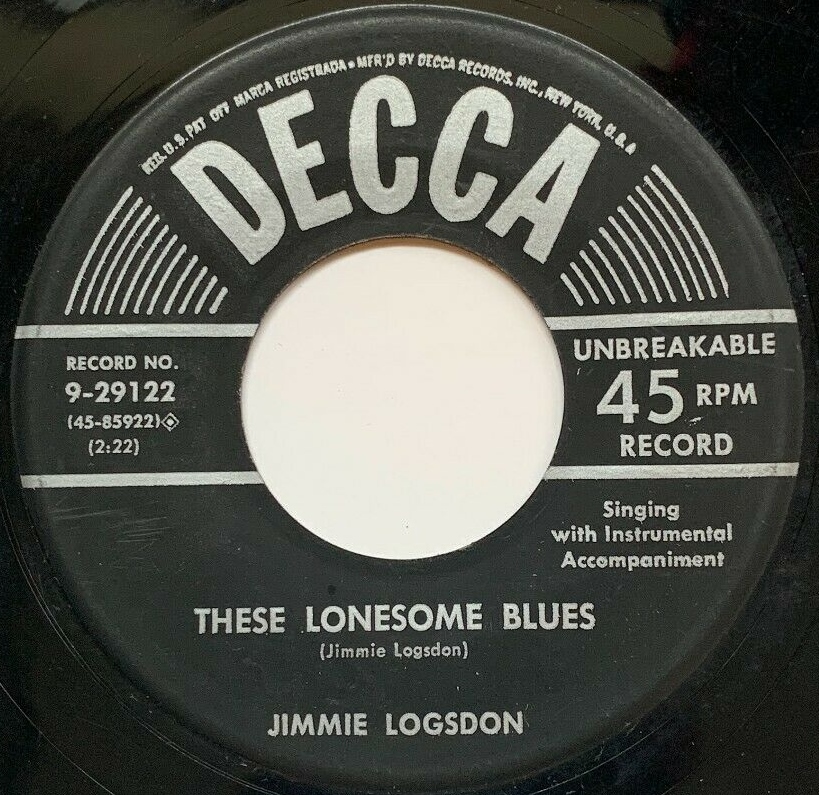 REG. U.S. PAT OFF MARCA REGISTRADA • MFR'D BY DECCA RECORDS, INC., NEW YORK, U.S.A
DECCA
RECORD NO.
9-29122
(45-85922)
(2:22)
UNBREAKABLE
45 RPM
RECORD
Singing
with Instrumental
Accompaniment
THESE LONESOME BLUES
(Jimmie Logsdon)
JIMMIE LOGSDON